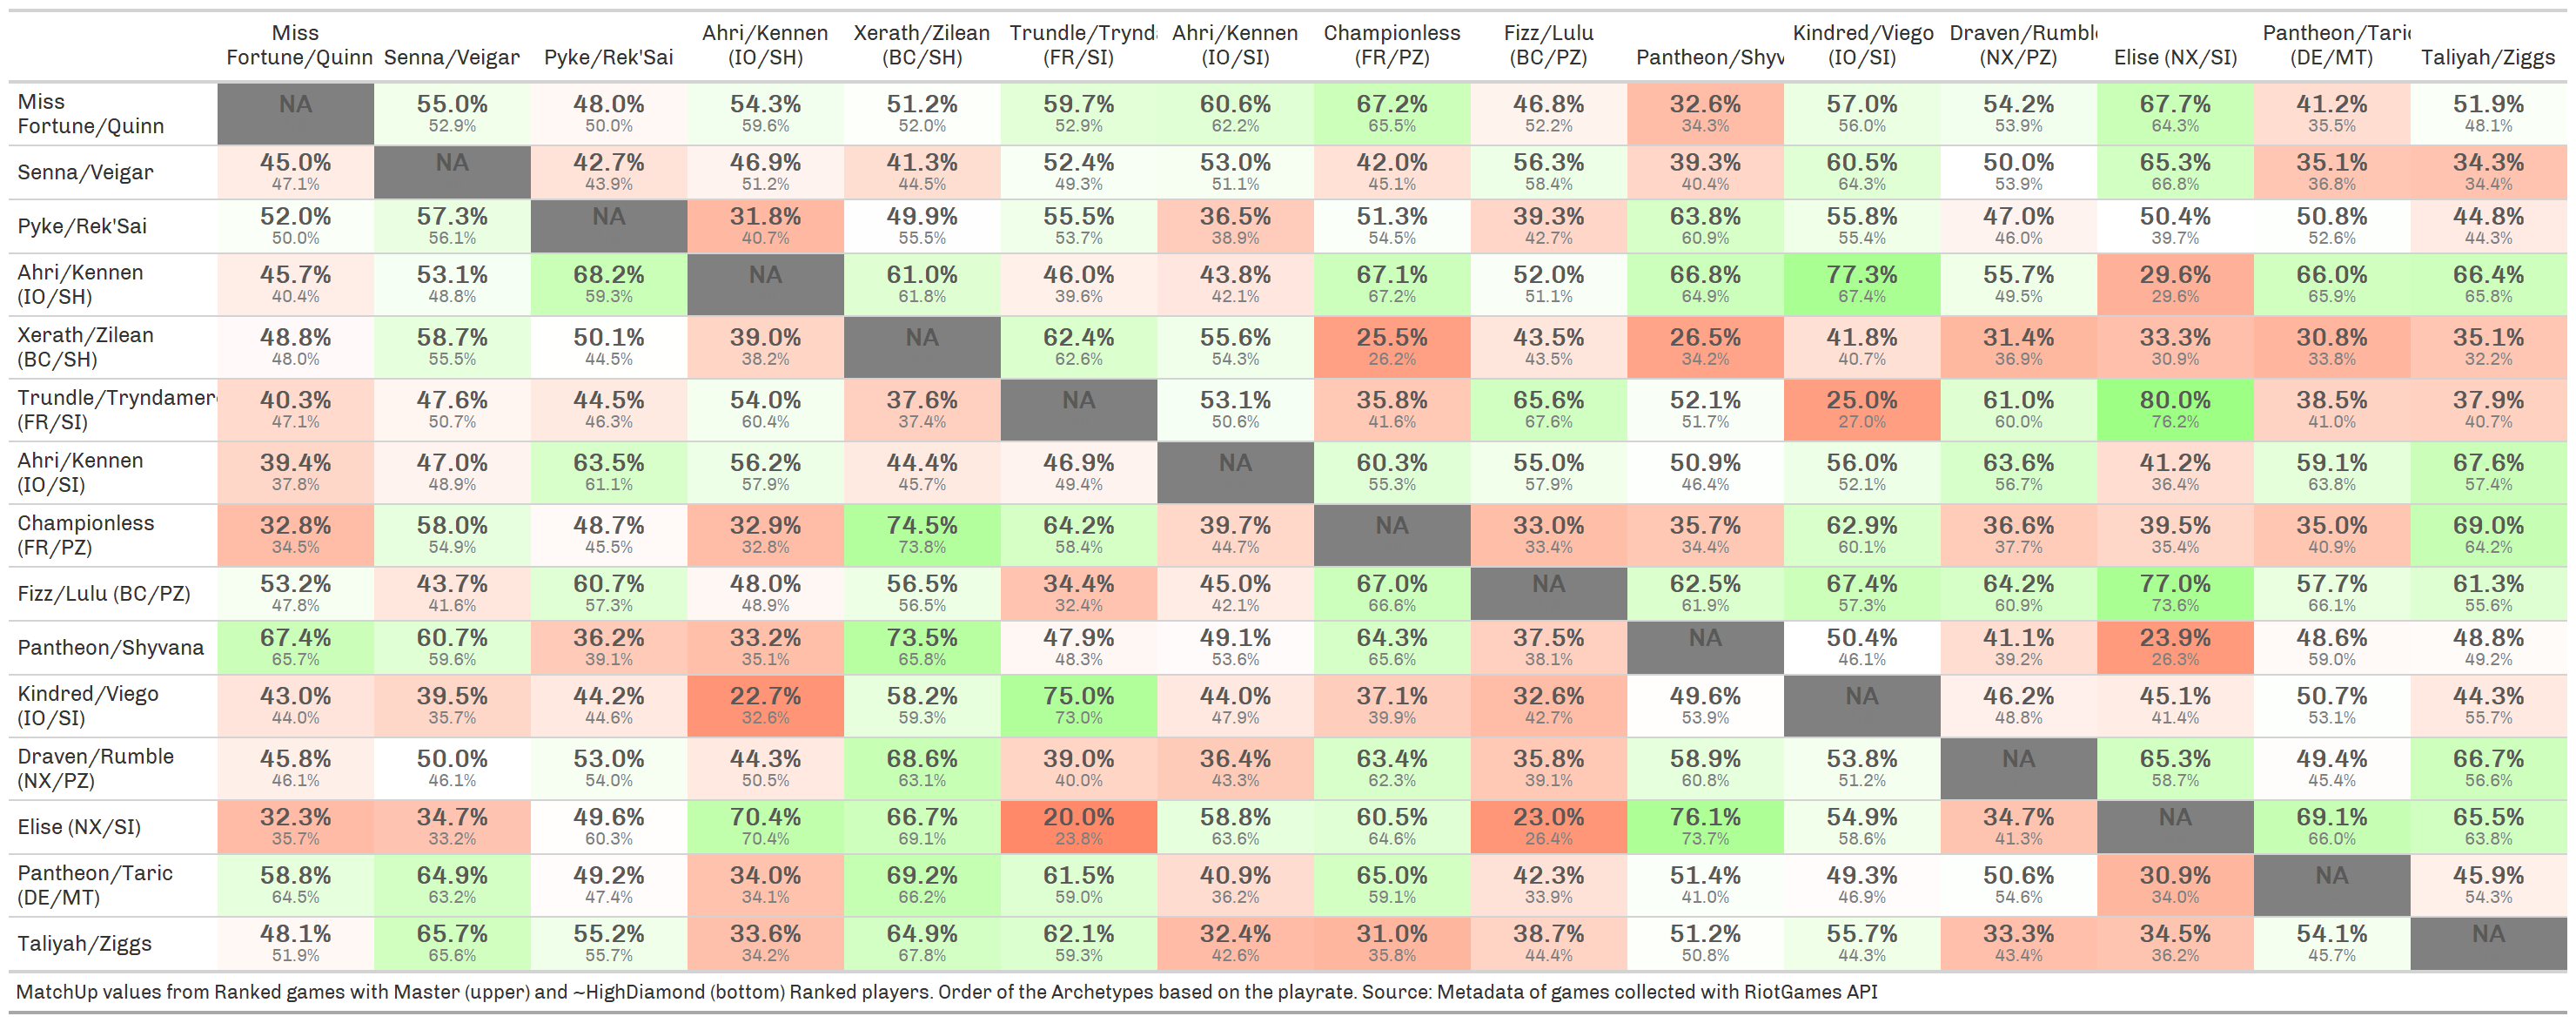 Miss Fortune/Quinn Senna/Veigar Pyke/Rek'Sai Ahri/Kennen (IO/SH) Xerath/Zilean (BC/SH) Trundle/Trynd (FR/SI) Ahri/Kennen (IO/SI) Championless (FR/PZ) Fizz/Lulu (BC/PZ) Pantheon/Shyv Kindred/Viego (IO/SI) Draven/Rumbl (NX/PZ) Elise (NX/SI) Pantheon/Taric (DE/MT) Taliyah/Ziggs
Miss Fortune/Quinn NA 55.0% 48.0% 54.3% 51.2% 59.7% 60.6% 67.2% 46.8% 32.6% 57.0% 54.2% 67.7% 41.2% 51.9%
52.9% 50.0% 59.6% 52.0% 52.9% 62.2% 65.5% 52.2% 34.3% 56.0% 53.9% 64.3% 35.5% 48.1%
Senna/Veigar 45.0% NA 42.7% 46.9% 41.3% 52.4% 53.0% 42.0% 56.3% 39.3% 60.5% 50.0% 65.3% 35.1% 34.3%
47.1% 43.9% 51.2% 44.5% 49.3% 51.1% 45.1% 58.4% 40.4% 64.3% 53.9% 66.8% 36.8% 34.4%
Pyke/Rek'Sai 52.0% 57.3% NA 31.8% 49.9% 55.5% 36.5% 51.3% 39.3% 63.8% 55.8% 47.0% 50.4% 50.8% 44.8%
50.0% 56.1% 40.7% 55.5% 53.7% 38.9% 54.5% 42.7% 60.9% 55.4% 46.0% 39.7% 52.6% 44.3%
Ahri/Kennen (IO/SH) 45.7% 53.1% 68.2% NA 61.0% 46.0% 43.8% 67.1% 52.0% 66.8% 77.3% 55.7% 29.6% 66.0% 66.4%
40.4% 48.8% 59.3% 61.8% 39.6% 42.1% 67.2% 51.1% 64.9% 67.4% 49.5% 29.6% 65.9% 65.8%
Xerath/Zilean (BC/SH) 48.8% 58.7% 50.1% 39.0% NA 62.4% 55.6% 25.5% 43.5% 26.5% 41.8% 31.4% 33.3% 30.8% 35.1%
48.0% 55.5% 44.5% 38.2% 62.6% 54.3% 26.2% 43.5% 34.2% 40.7% 36.9% 30.9% 33.8% 32.2%
Trundle/Tryndamer (FR/SI) 40.3% 47.6% 44.5% 54.0% 37.6% NA 53.1% 35.8% 65.6% 52.1% 25.0% 61.0% 80.0% 38.5% 37.9%
47.1% 50.7% 46.3% 60.4% 37.4% 50.6% 41.6% 67.6% 51.7% 27.0% 60.0% 76.2% 41.0% 40.7%
Ahri/Kennen (IO/SI) 39.4% 47.0% 63.5% 56.2% 44.4% 46.9% NA 60.3% 55.0% 50.9% 56.0% 63.6% 41.2% 59.1% 67.6%
37.8% 48.9% 61.1% 57.9% 45.7% 49.4% 55.3% 57.9% 46.4% 52.1% 56.7% 36.4% 63.8% 57.4%
Championless (FR/PZ) 32.8% 58.0% 48.7% 32.9% 74.5% 64.2% 39.7% NA 33.0% 35.7% 62.9% 36.6% 39.5% 35.0% 69.0%
34.5% 54.9% 45.5% 32.8% 73.8% 58.4% 44.7% 33.4% 34.4% 60.1% 37.7% 35.4% 40.9% 64.2%
Fizz/Lulu (BC/PZ) 53.2% 43.7% 60.7% 48.0% 56.5% 34.4% 45.0% 67.0% NA 62.5% 67.4% 64.2% 77.0% 57.7% 61.3%
47.8% 41.6% 57.3% 48.9% 56.5% 32.4% 42.1% 66.6% 61.9% 57.3% 60.9% 73.6% 66.1% 55.6%
Pantheon/Shyvana 67.4% 60.7% 36.2% 33.2% 73.5% 47.9% 49.1% 64.3% 37.5% NA 50.4% 41.1% 23.9% 48.6% 48.8%
65.7% 59.6% 39.1% 35.1% 65.8% 48.3% 53.6% 65.6% 38.1% 46.1% 39.2% 26.3% 59.0% 49.2%
Kindred/Viego (IO/SI) 43.0% 39.5% 44.2% 22.7% 58.2% 75.0% 44.0% 37.1% 32.6% 49.6% NA 46.2% 45.1% 50.7% 44.3%
44.0% 35.7% 44.6% 32.6% 59.3% 73.0% 47.9% 39.9% 42.7% 53.9% 48.8% 41.4% 53.1% 55.7%
Draven/Rumble (NX/PZ) 45.8% 50.0% 53.0% 44.3% 68.6% 39.0% 36.4% 63.4% 35.8% 58.9% 53.8% NA 65.3% 49.4% 66.7%
46.1% 46.1% 54.0% 50.5% 63.1% 40.0% 43.3% 62.3% 39.1% 60.8% 51.2% 58.7% 45.4% 56.6%
Elise (NX/SI) 32.3% 34.7% 49.6% 70.4% 66.7% 20.0% 58.8% 60.5% 23.0% 76.1% 54.9% 34.7% NA 69.1% 65.5%
35.7% 33.2% 60.3% 70.4% 69.1% 23.8% 63.6% 64.6% 26.4% 73.7% 58.6% 41.3% 66.0% 63.8%
Pantheon/Taric (DE/MT) 58.8% 64.9% 49.2% 34.0% 69.2% 61.5% 40.9% 65.0% 42.3% 51.4% 49.3% 50.6% 30.9% NA 45.9%
64.5% 63.2% 47.4% 34.1% 66.2% 59.0% 36.2% 59.1% 33.9% 41.0% 46.9% 54.6% 34.0% 54.3%
Taliyah/Ziggs 48.1% 65.7% 55.2% 33.6% 64.9% 62.1% 32.4% 31.0% 38.7% 51.2% 55.7% 33.3% 34.5% 54.1% NA
51.9% 65.6% 55.7% 34.2% 67.8% 59.3% 42.6% 35.8% 44.4% 50.8% 44.3% 43.4% 36.2% 45.7%
MatchUp values from Ranked games with Master (upper) and ~HighDiamond (bottom) Ranked players. Order of the Archetypes based on the playrate. Source: Metadata of games collected with RiotGames API